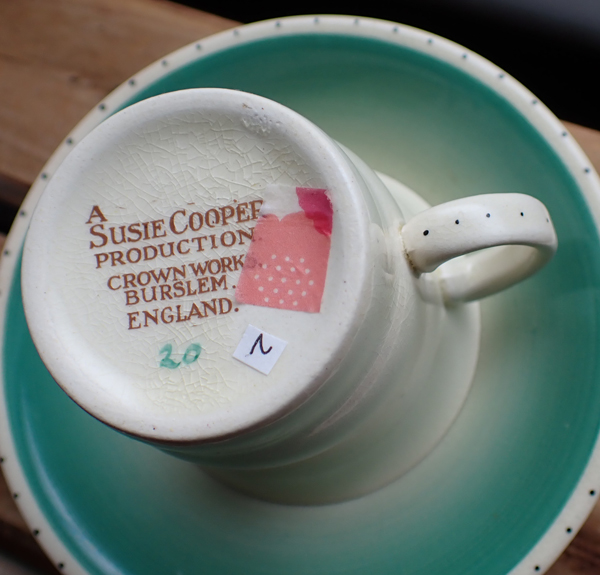 A
SUSIE COOPER
PRODUCTION
CROWN WORKS.
BURSLEM.
ENGLAND.
20
N